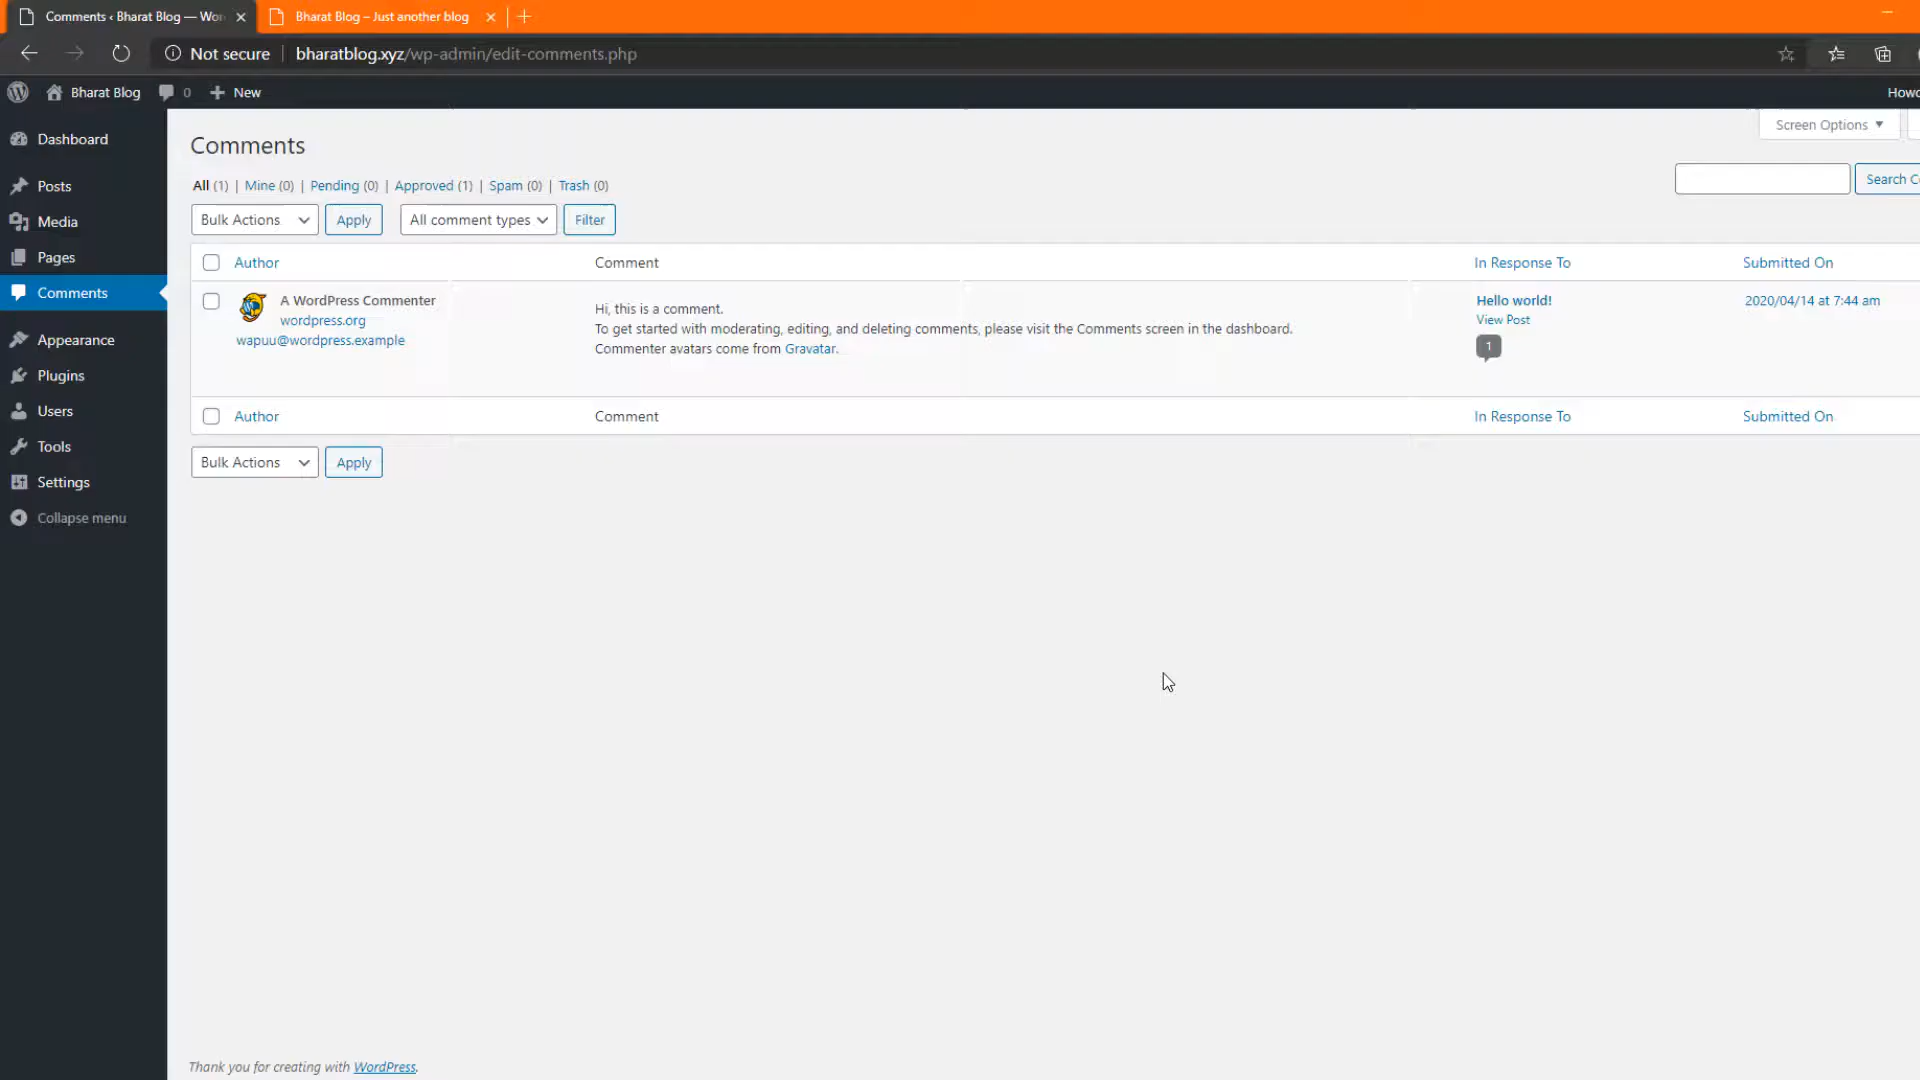 Comments ‹ Bharat Blog — Wo
Bharat Blog – Just another blog
Not secure
bharatblog.xyz/wp-admin/edit-comments.php
Bharat Blog 0 New
Howd
Dashboard
Posts
Media
Pages
Comments
Appearance
Plugins
Users
Tools
Settings
Collapse menu
Comments
Screen Options
All (1) | Mine (0) | Pending (0) | Approved (1) | Spam (0) | Trash (0)
Search C
Bulk Actions Apply All comment types Filter
Author Comment In Response To Submitted On
A WordPress Commenter
wordpress.org
wapuu@wordpress.example
Hi, this is a comment.
To get started with moderating, editing, and deleting comments, please visit the Comments screen in the dashboard.
Commenter avatars come from Gravatar.
Hello world!
View Post
1
2020/04/14 at 7:44 am
Author Comment In Response To Submitted On
Bulk Actions Apply
Thank you for creating with WordPress.